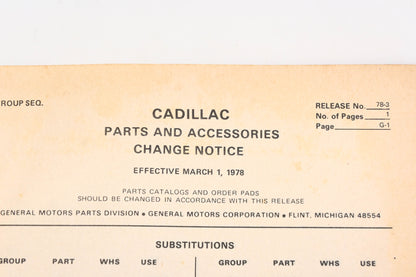 GROUP SEQ.
CADILLAC
PARTS AND ACCESSORIES
CHANGE NOTICE
EFFECTIVE MARCH 1, 1978
RELEASE No. 78-3
No. of Pages 1
Page G-1
PARTS CATALOGS AND ORDER PADS
SHOULD BE CHANGED IN ACCORDANCE WITH THIS RELEASE
GENERAL MOTORS PARTS DIVISION • GENERAL MOTORS CORPORATION • FLINT, MICHIGAN 48554
SUBSTITUTIONS
GROUP PART WHS USE GROUP PART WHS USE